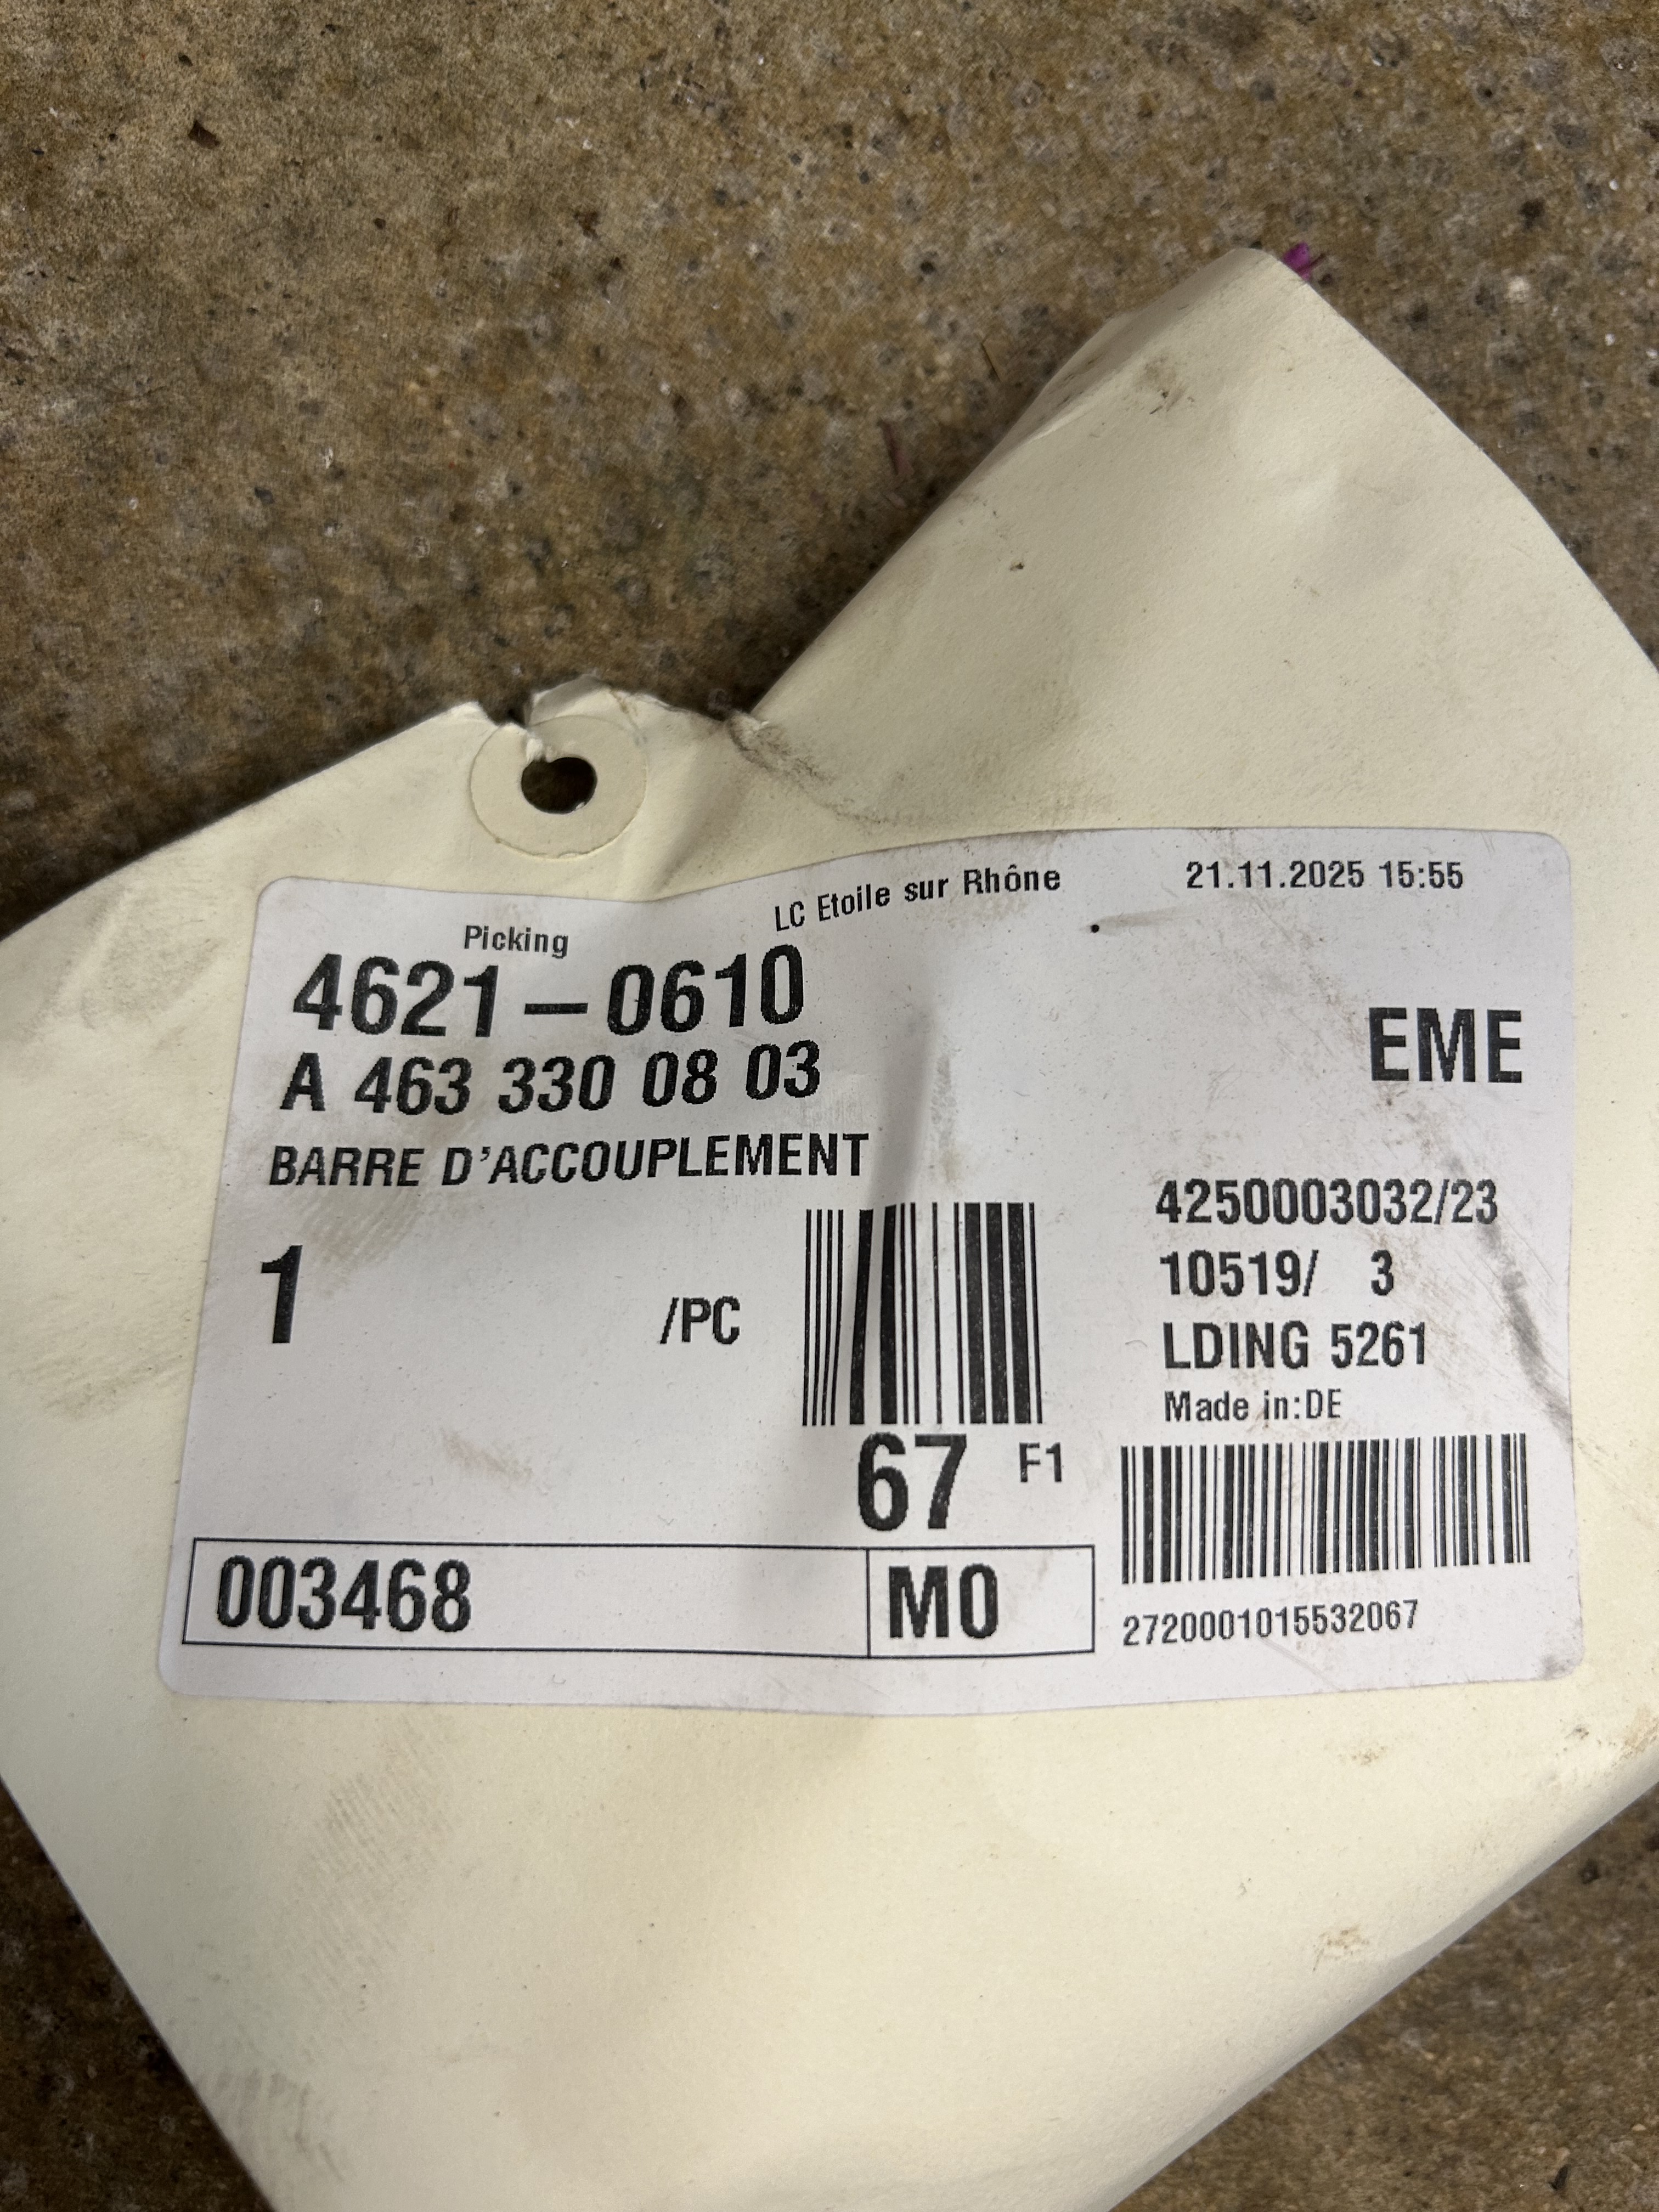 LC Etoile sur Rhône 21.11.2025 15:55
Picking
4621-0610
EME
A 463 330 08 03
BARRE D'ACCOUPLEMENT
4250003032/23
1 /PC
10519/ 3
LDING 5261
Made in:DE
67 F1
003468 M0
2720001015532067